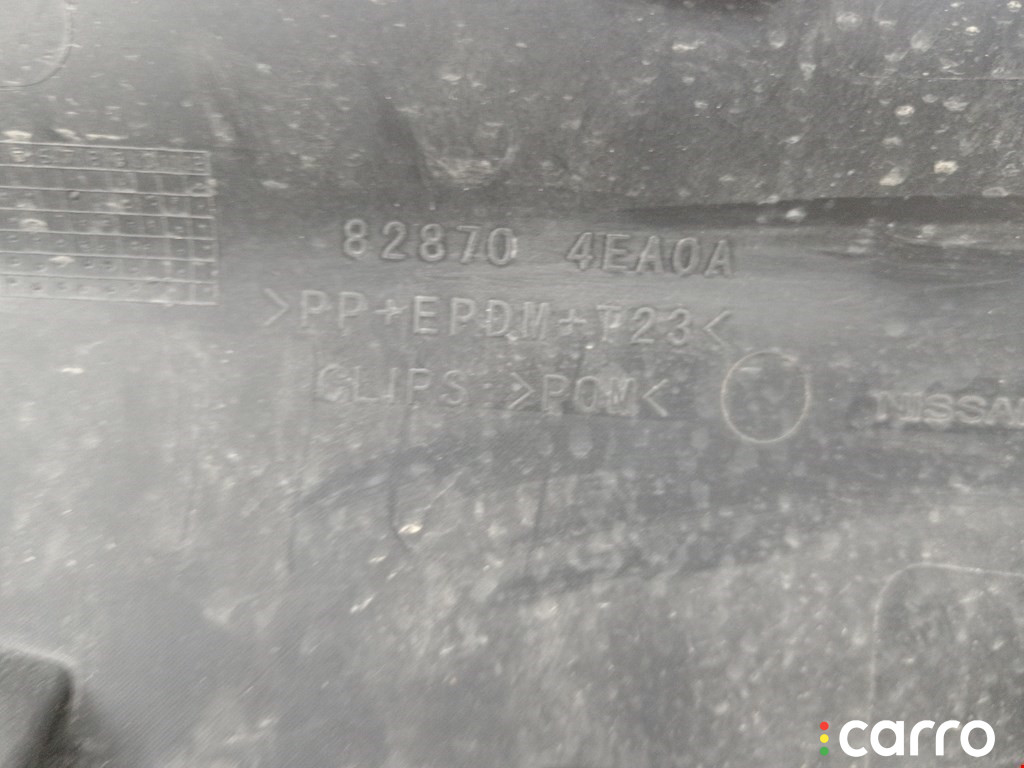 82870 4EA0A
>PP+EPDM+T23<
CLIPS >POM<
NISSAN
carro